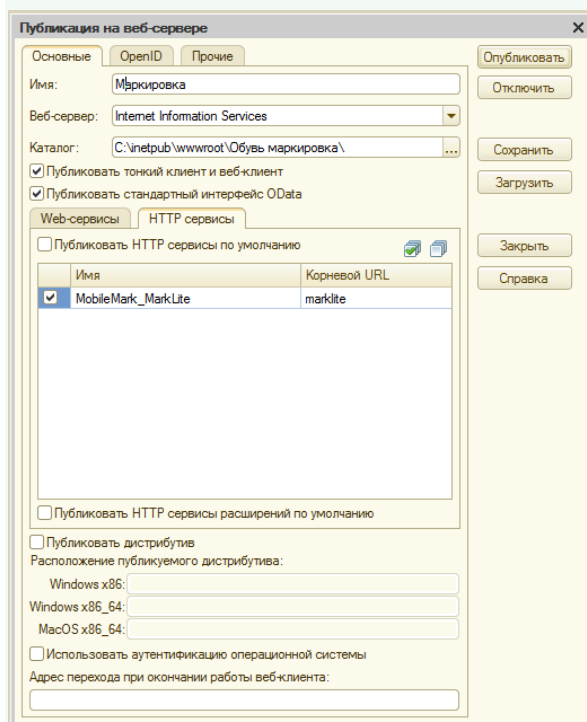 Публикация на веб-сервере
Основные OpenID Прочие
Опубликовать
Имя: Маркировка
Отключить
Веб-сервер: Internet Information Services
Каталог: C:\inetpub\wwwroot\Обувь маркировка\ ...
Сохранить
Публиковать тонкий клиент и веб-клиент
Загрузить
Публиковать стандартный интерфейс OData
Web-сервисы HTTP сервисы
Публиковать HTTP сервисы по умолчанию
Закрыть
Имя Корневой URL
Справка
MobileMark_MarkLite marklite
Публиковать HTTP сервисы расширений по умолчанию
Публиковать дистрибутив
Расположение публикуемого дистрибутива:
Windows x86:
Windows x86_64:
MacOS x86_64:
Использовать аутентификацию операционной системы
Адрес перехода при окончании работы веб-клиента: